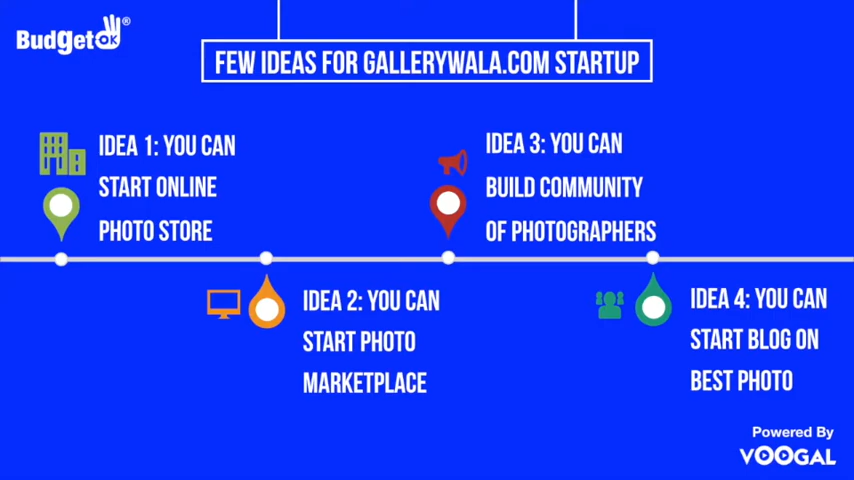 BudgetOK®
FEW IDEAS FOR GALLERYWALA.COM STARTUP
IDEA 1: YOU CAN
START ONLINE
PHOTO STORE
IDEA 2: YOU CAN
START PHOTO
MARKETPLACE
IDEA 3: YOU CAN
BUILD COMMUNITY
OF PHOTOGRAPHERS
IDEA 4: YOU CAN
START BLOG ON
BEST PHOTO
Powered By
VOOGAL